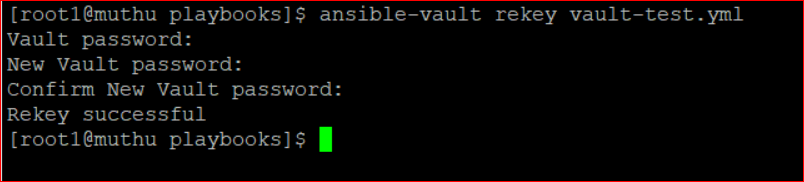 [root1@muthu playbooks]$ ansible-vault rekey vault-test.yml
Vault password:
New Vault password:
Confirm New Vault password:
Rekey successful
[root1@muthu playbooks]$